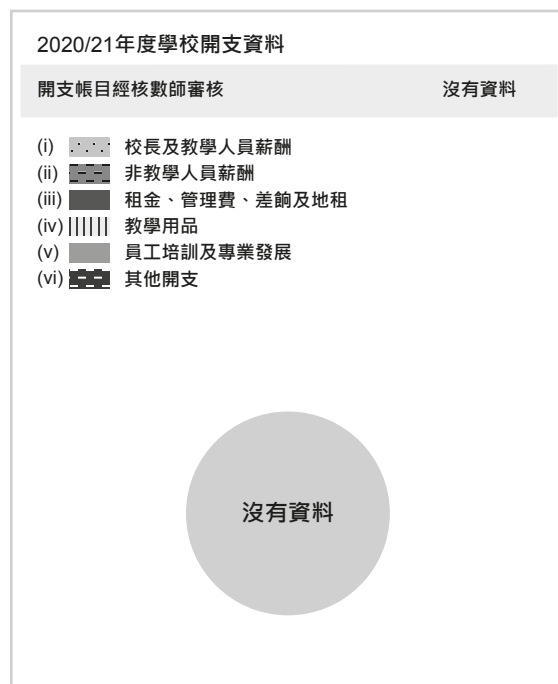 2020/21年度學校開支資料
開支帳目經核數師審核 沒有資料
(i) 校長及教學人員薪酬
(ii) 非教學人員薪酬
(iii) 租金、管理費、差餉及地租
(iv) 教學用品
(v) 員工培訓及專業發展
(vi) 其他開支
沒有資料